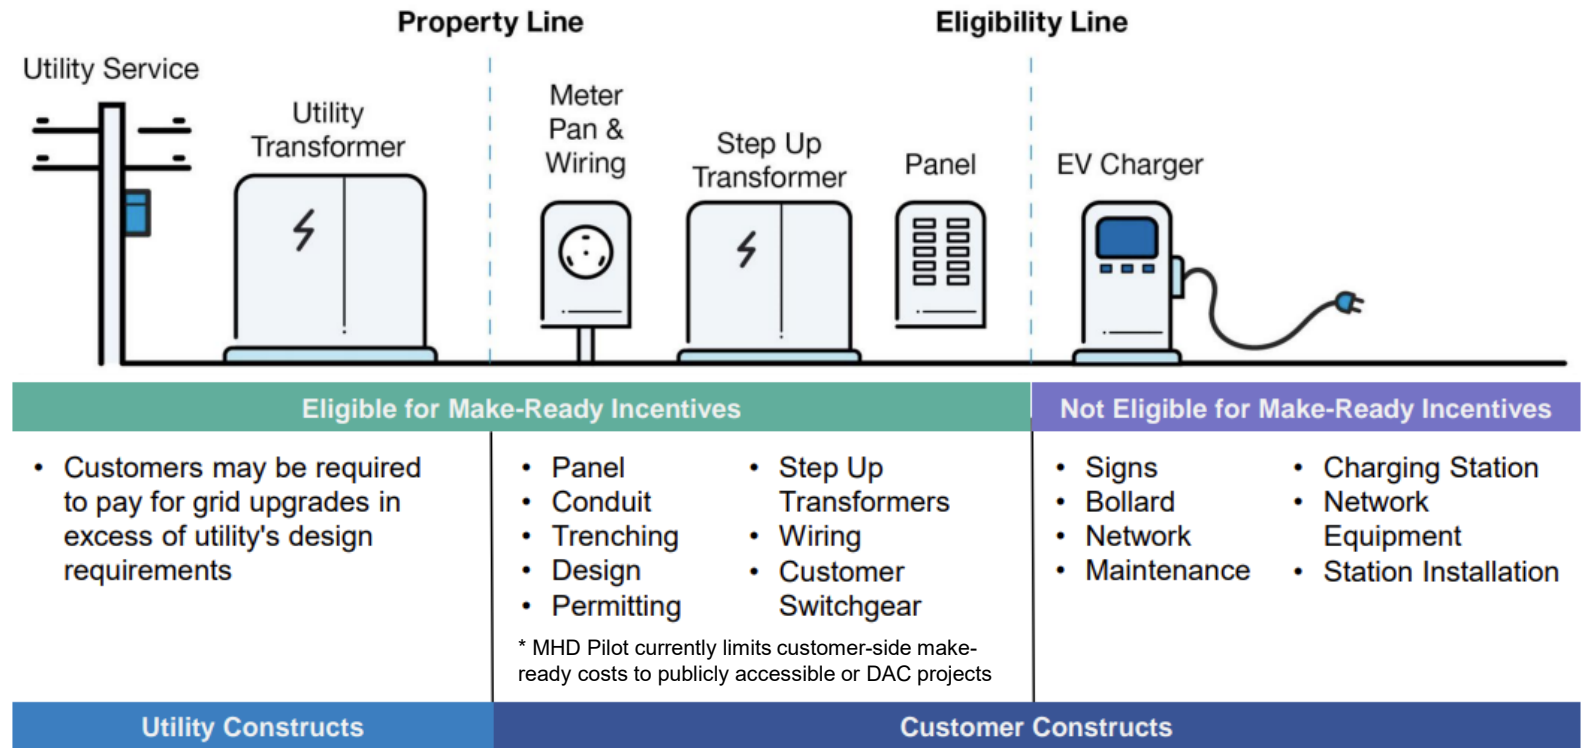 Property Line
Eligibility Line
Utility Service
Utility
Transformer
Meter
Pan &
Wiring
Step Up
Transformer
Panel
EV Charger
Eligible for Make-Ready Incentives
Not Eligible for Make-Ready Incentives
• Customers may be required
to pay for grid upgrades in
excess of utility's design
requirements
• Panel
• Conduit
• Trenching
• Design
• Permitting
• Step Up
Transformers
• Wiring
• Customer
Switchgear
* MHD Pilot currently limits customer-side make-
ready costs to publicly accessible or DAC projects
• Signs
• Bollard
• Network
• Maintenance
• Charging Station
• Network
Equipment
• Station Installation
Utility Constructs
Customer Constructs